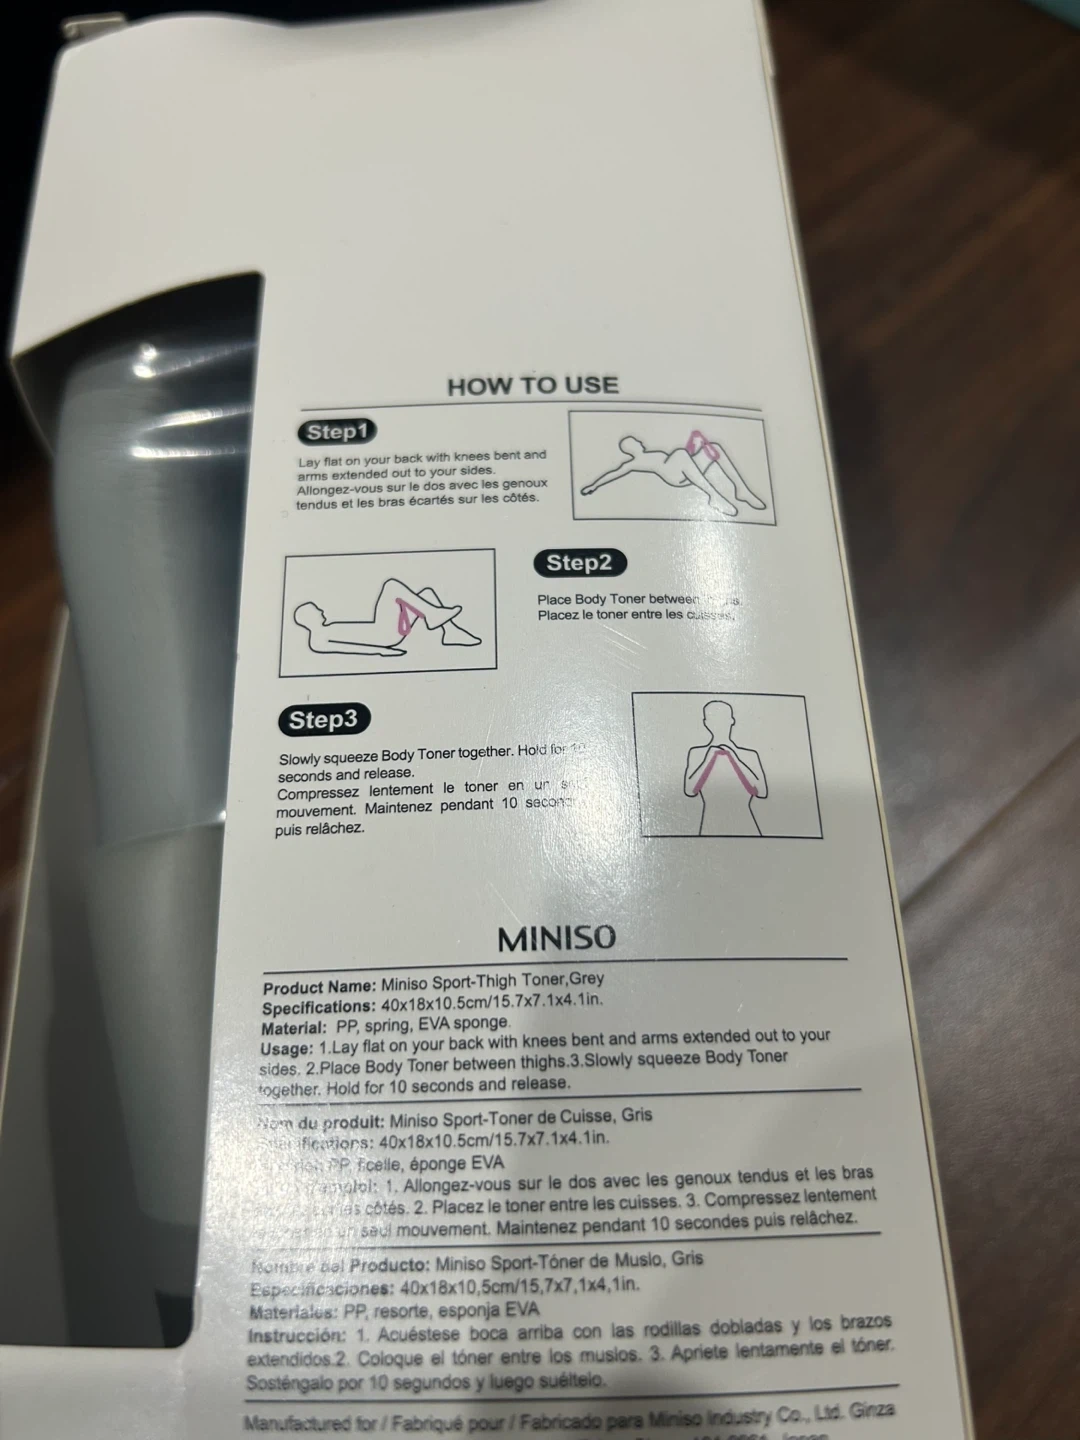 HOW TO USE
Step1
Lay flat on your back with knees bent and
arms extended out to your sides.
Allongez-vous sur le dos avec les genoux
tendus et les bras écartés sur les côtés.
Step2
Place Body Toner between
Placez le toner entre les cuisses.
Step3
Slowly squeeze Body Toner together. Hold for 10
seconds and release.
Compressez lentement le toner en un
mouvement. Maintenez pendant 10
puis relâchez.
MINISO
Product Name: Miniso Sport-Thigh Toner,Grey
Specifications: 40x18x10.5cm/15.7x7.1x4.1in.
Material: PP, spring, EVA sponge.
Usage: 1.Lay flat on your back with knees bent and arms extended out to your
sides. 2.Place Body Toner between thighs.3.Slowly squeeze Body Toner
together. Hold for 10 seconds and release.
Nom du produit: Miniso Sport-Toner de Cuisse, Gris
40x18x10.5cm/15.7x7.1x4.1in.
PP, ficelle, éponge EVA
1. Allongez-vous sur le dos avec les genoux tendus et les bras
côtés. 2. Placez le toner entre les cuisses. 3. Compressez lentement
un seul mouvement. Maintenez pendant 10 secondes puis relâchez.
Nombre del Producto: Miniso Sport-Tóner de Muslo, Gris
Especificaciones: 40x18x10,5cm/15,7x7,1x4,1in.
Materiales: PP, resorte, esponja EVA
Instrucción: 1. Acuéstese boca arriba con las rodillas dobladas y los brazos
extendidos.2. Coloque el tóner entre los muslos. 3. Apriete lentamente el tóner.
Sosténgalo por 10 segundos y luego suéltelo.
Manufactured for / Fabriqué pour / Fabricado para Miniso Industry Co., Ltd. Ginza